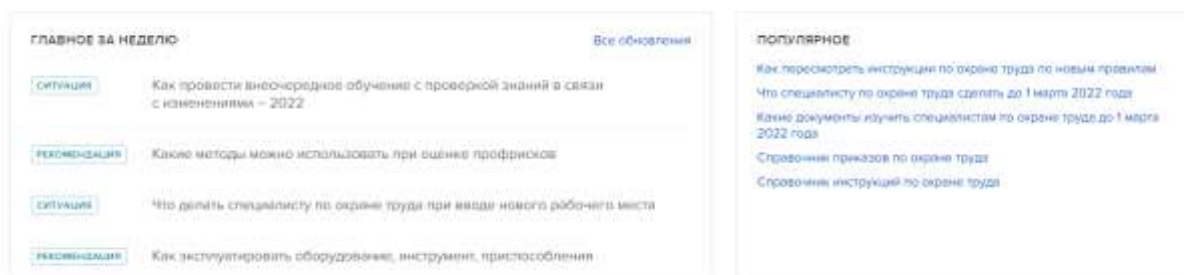 ГЛАВНОЕ ЗА НЕДЕЛЮ
Все обновления
СИТУАЦИЯ
Как провести внеочередное обучение с проверкой знаний в связи
с изменениями – 2022
РЕКОМЕНДАЦИЯ
Какие методы можно использовать при оценке профрисков
СИТУАЦИЯ
Что делать специалисту по охране труда при вводе нового рабочего места
РЕКОМЕНДАЦИЯ
Как эксплуатировать оборудование, инструмент, приспособления
ПОПУЛЯРНОЕ
Как пересмотреть инструкции по охране труда по новым правилам
Что специалисту по охране труда сделать до 1 марта 2022 года
Какие документы изучить специалистам по охране труда до 1 марта
2022 года
Справочник приказов по охране труда
Справочник инструкций по охране труда